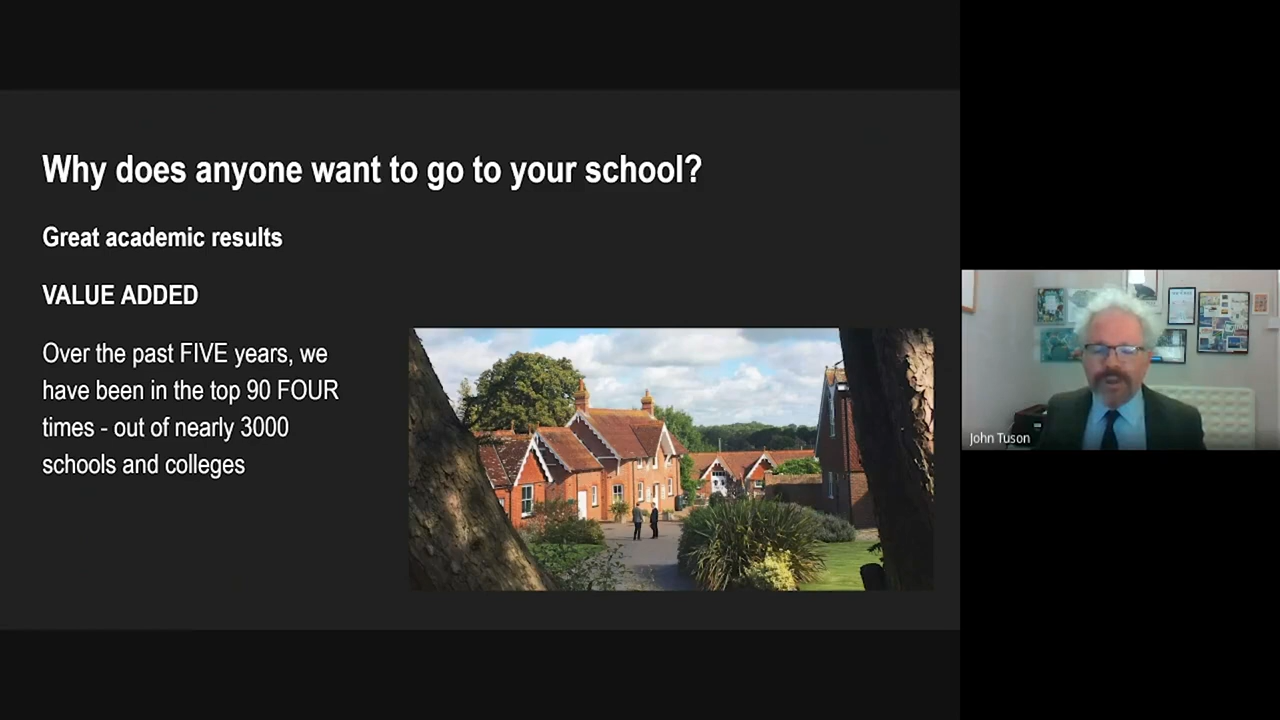 Why does anyone want to go to your school?
Great academic results
VALUE ADDED
Over the past FIVE years, we
have been in the top 90 FOUR
times - out of nearly 3000
schools and colleges
John Tuson